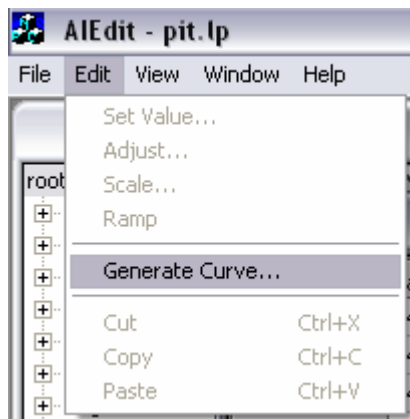 AIEdit - pit.lp
File Edit View Window Help
Set Value...
Adjust...
Scale...
Ramp
Generate Curve...
Cut Ctrl+X
Copy Ctrl+C
Paste Ctrl+V
root